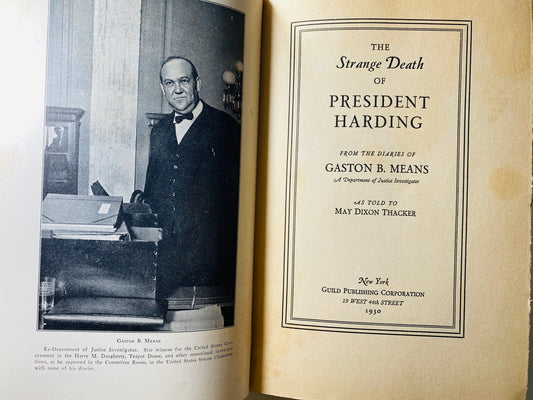 GASTON B. MEANS
Ex-Department of Justice Investigator. Star witness for the United States Gov-
ernment in the Harry M. Daugherty, Teapot Dome, and other sensational investiga-
tions, as he appeared in the Committee Room, in the United States Senate Chambers,
with some of his diaries.
THE
Strange Death
OF
PRESIDENT
HARDING
FROM THE DIARIES OF
GASTON B. MEANS
A Department of Justice Investigator
AS TOLD TO
MAY DIXON THACKER
New York
GUILD PUBLISHING CORPORATION
19 WEST 44th STREET
1930